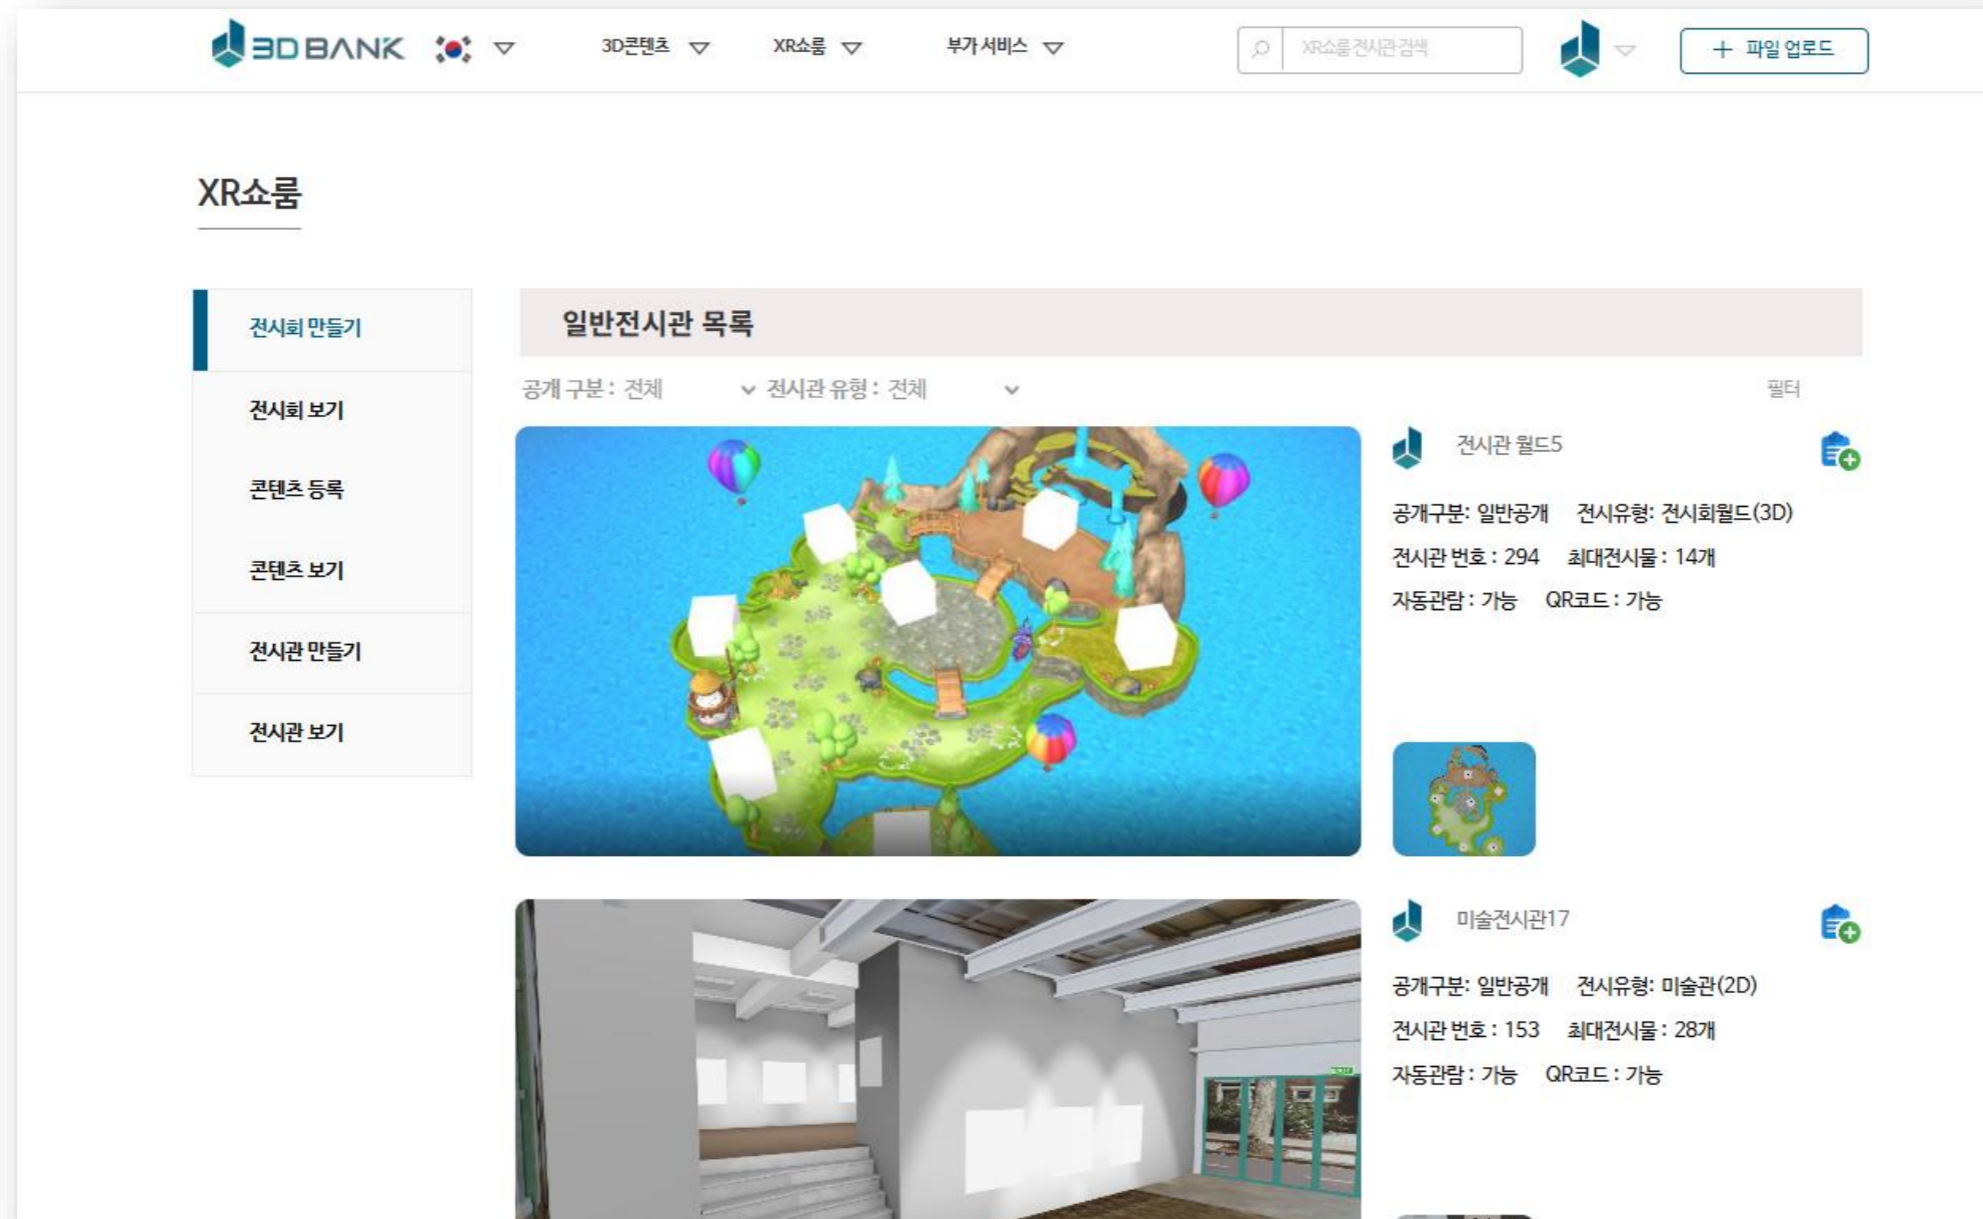 3D BANK
3D콘텐츠
XR쇼룸
부가 서비스
XR쇼룸 전시관 검색
+ 파일 업로드
XR쇼룸
전시회 만들기
전시회 보기
콘텐츠 등록
콘텐츠 보기
전시관 만들기
전시관 보기
일반전시관 목록
공개 구분 : 전체 전시관 유형 : 전체 필터
전시관 월드5
공개구분: 일반공개 전시유형: 전시회월드(3D)
전시관 번호 : 294 최대전시물 : 14개
자동관람 : 가능 QR코드 : 가능
미술전시관17
공개구분: 일반공개 전시유형: 미술관(2D)
전시관 번호 : 153 최대전시물 : 28개
자동관람 : 가능 QR코드 : 가능